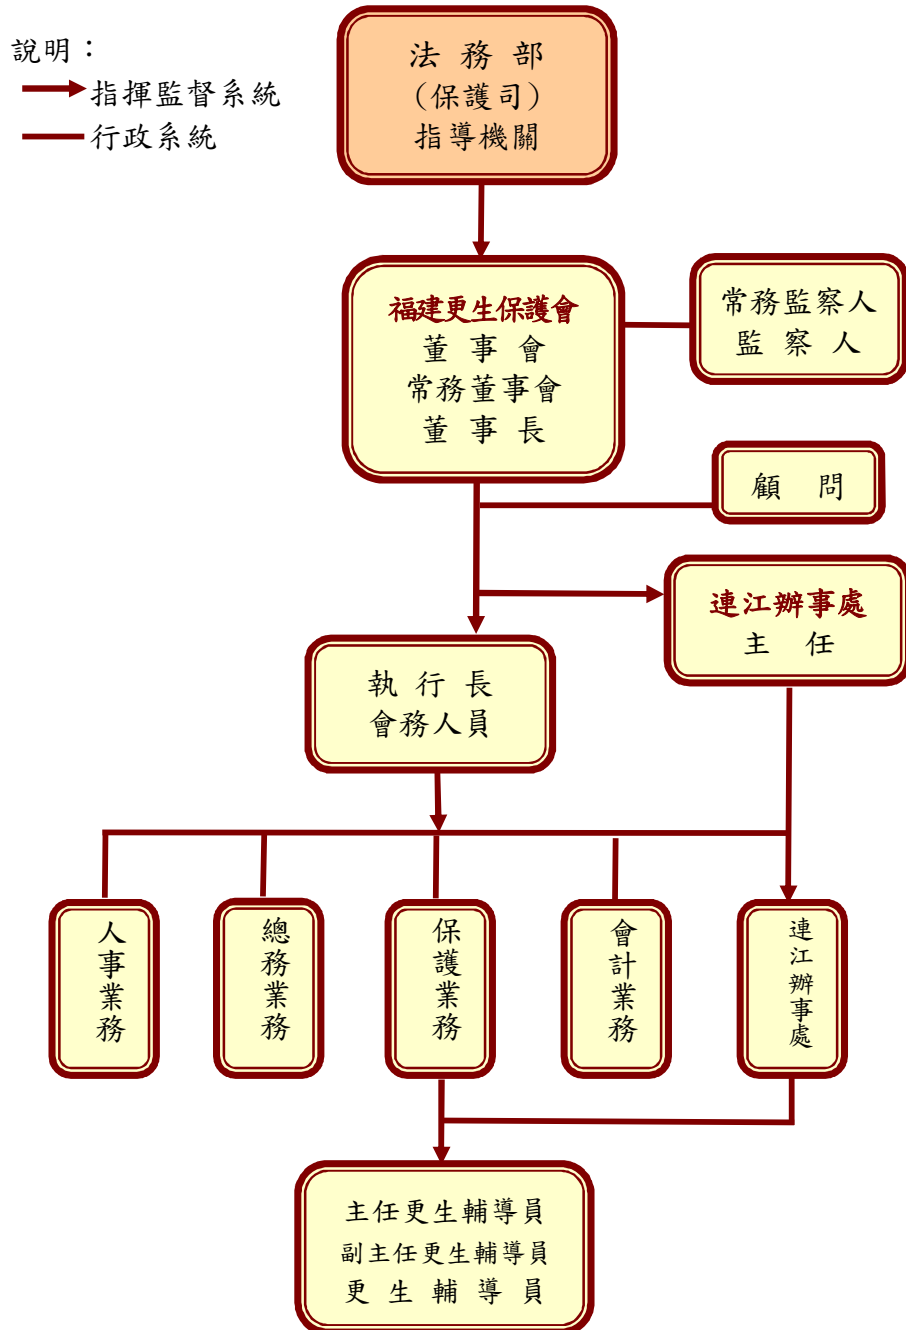 說明：
指揮監督系統
行政系統
法務部
（保護司）
指導機關
福建更生保護會
董事會
常務董事會
董事長
常務監察人
監察人
顧問
連江辦事處
主任
執行長
會務人員
人事業務
總務業務
保護業務
會計業務
連江辦事處
主任更生輔導員
副主任更生輔導員
更生輔導員